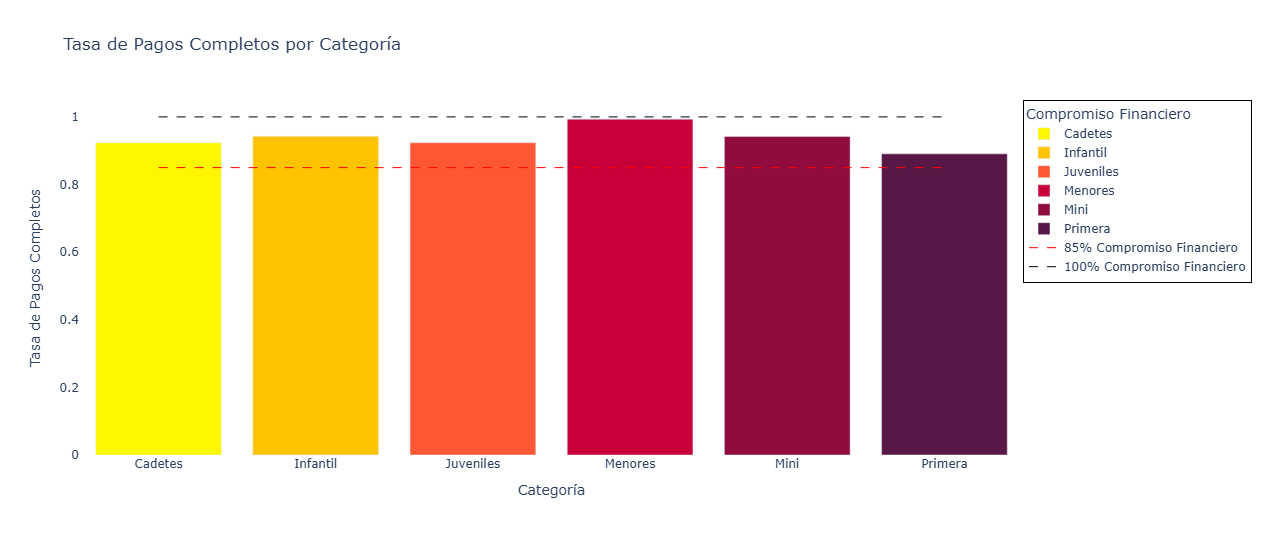 Tasa de Pagos Completos por Categoría
Tasa de Pagos Completos
1
0.8
0.6
0.4
0.2
0
Cadetes
Infantil
Juveniles
Menores
Mini
Primera
Categoría
Compromiso Financiero
Cadetes
Infantil
Juveniles
Menores
Mini
Primera
85% Compromiso Financiero
100% Compromiso Financiero